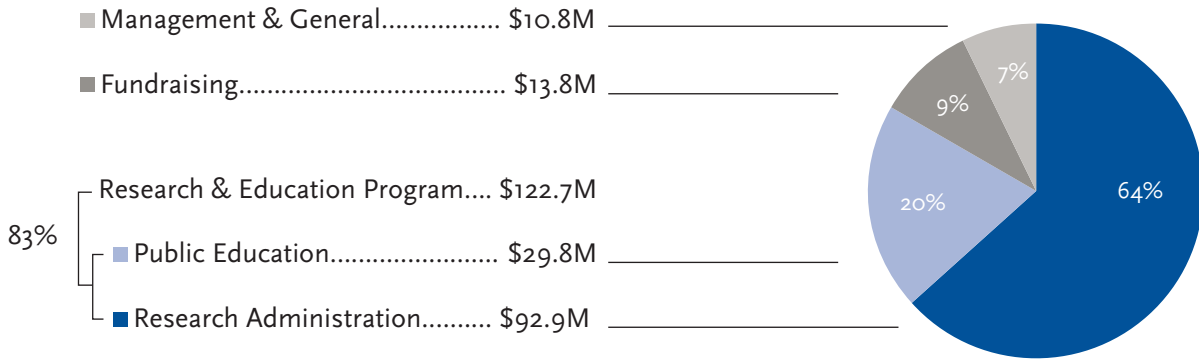 Management & General................. $10.8M
Fundraising...................................... $13.8M
Research & Education Program.... $122.7M
83%
Public Education....................... $29.8M
Research Administration.......... $92.9M
7%
9%
20%
64%